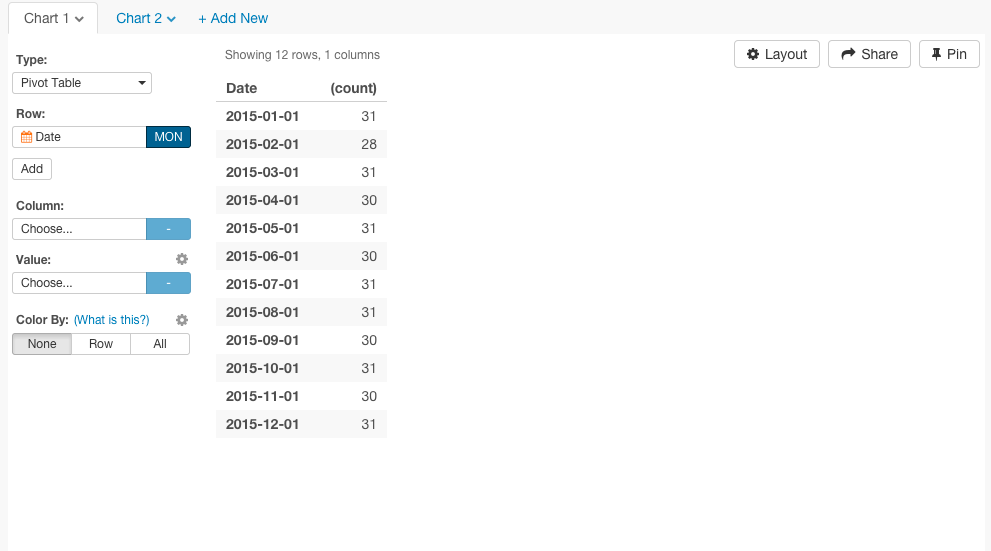 Chart 1
Chart 2
+ Add New
Type:
Pivot Table
Row:
Date
MON
Add
Column:
Choose...
-
Value:
Choose...
-
Color By: (What is this?)
None
Row
All
Showing 12 rows, 1 columns
Layout
Share
Pin
Date (count)
2015-01-01 31
2015-02-01 28
2015-03-01 31
2015-04-01 30
2015-05-01 31
2015-06-01 30
2015-07-01 31
2015-08-01 31
2015-09-01 30
2015-10-01 31
2015-11-01 30
2015-12-01 31